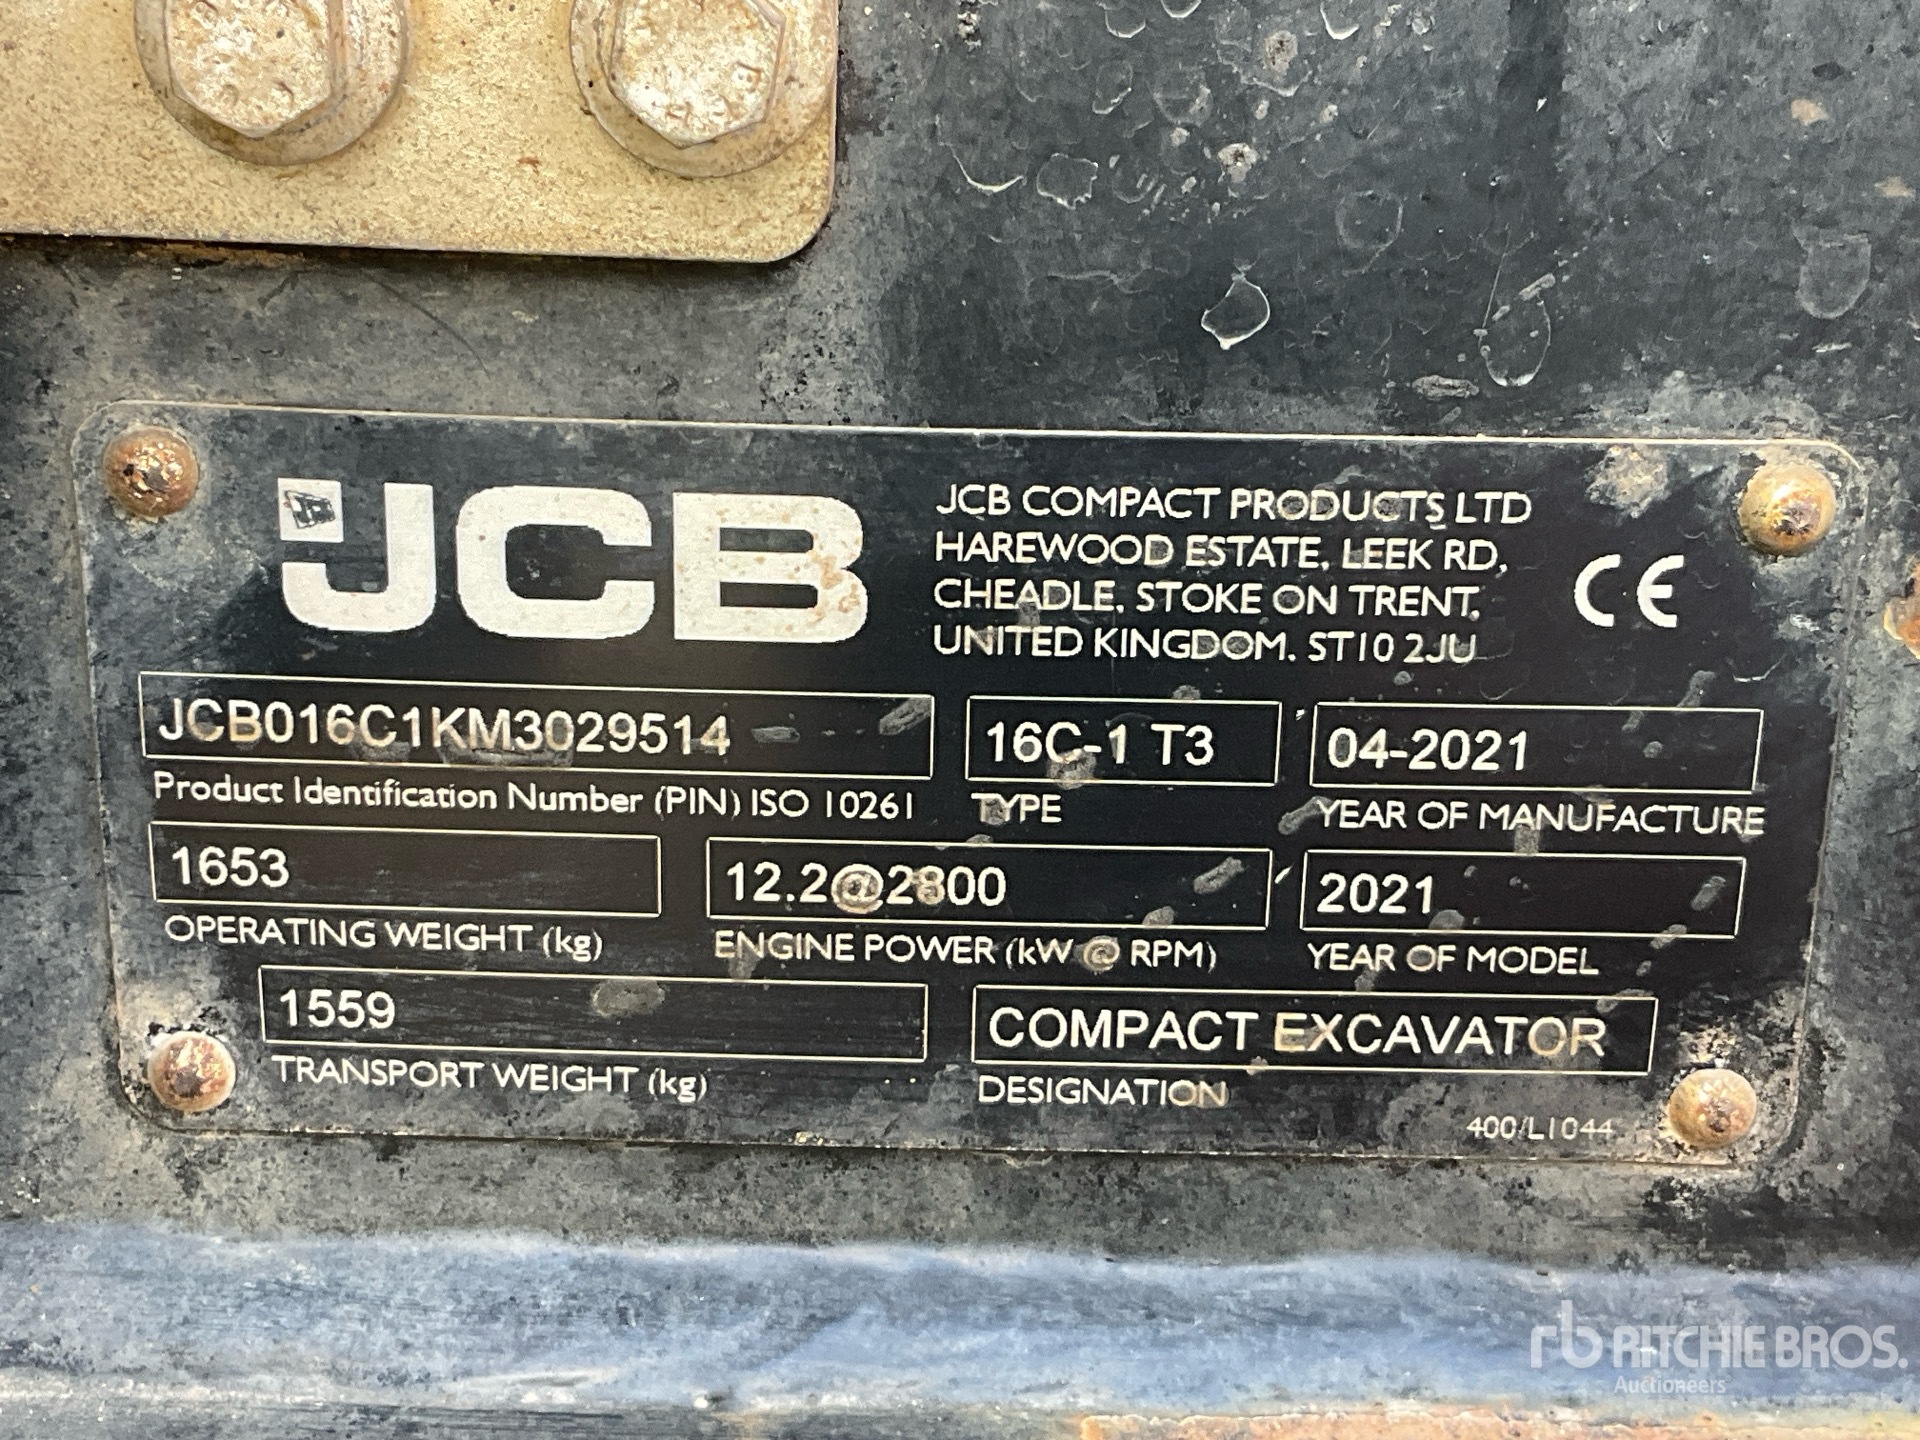 JCB
JCB COMPACT PRODUCTS LTD
HAREWOOD ESTATE, LEEK RD,
CHEADLE, STOKE ON TRENT,
UNITED KINGDOM. ST10 2JU
CE
JCB016C1KM3029514
Product Identification Number (PIN) ISO 10261
16C-1 T3
TYPE
04-2021
YEAR OF MANUFACTURE
1653
OPERATING WEIGHT (kg)
12.2@2800
ENGINE POWER (kW @ RPM)
2021
YEAR OF MODEL
1559
TRANSPORT WEIGHT (kg)
COMPACT EXCAVATOR
DESIGNATION
400/L1044
rb RITCHIE BROS.
Auctioneers